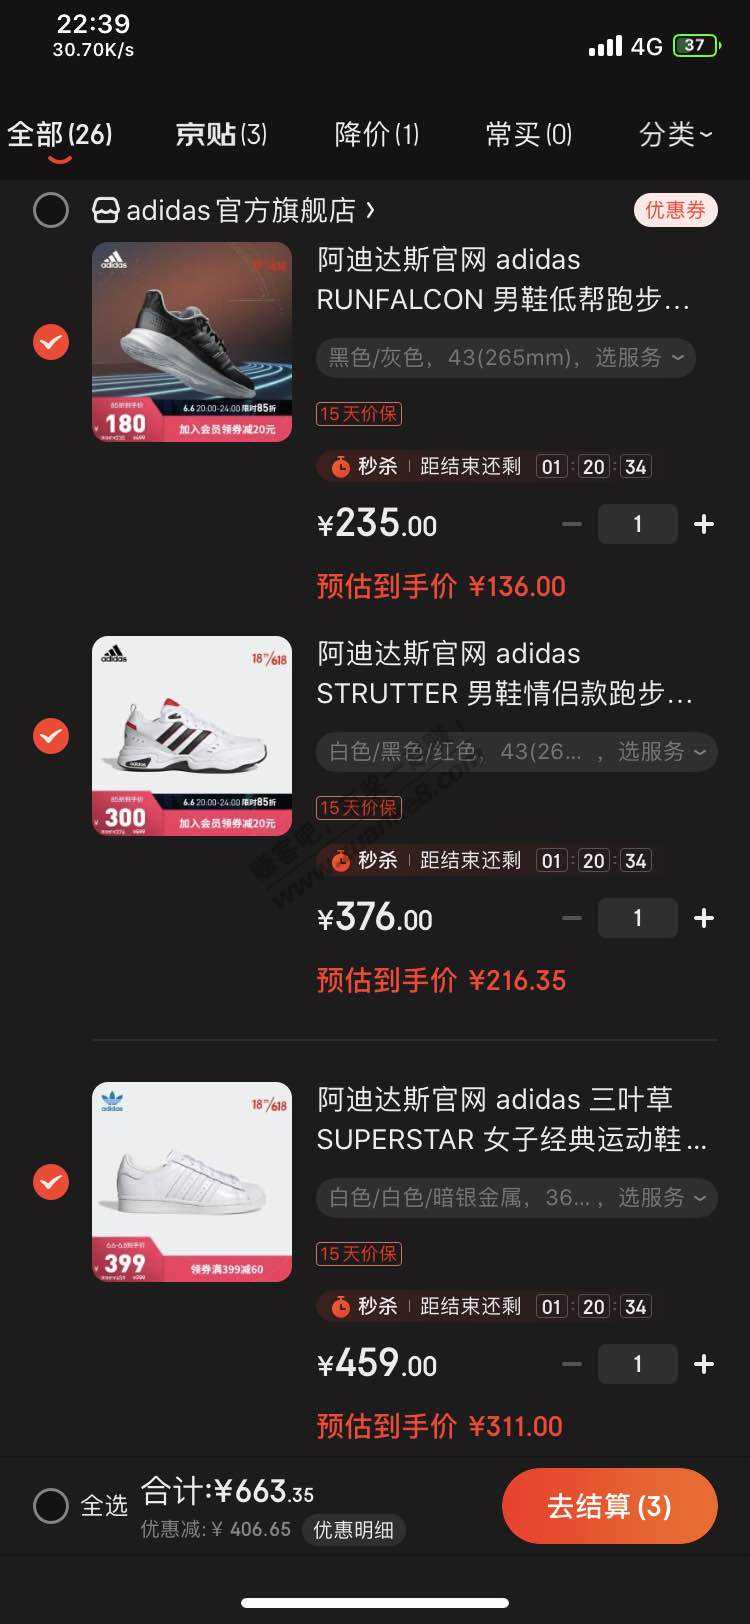 22:39
30.70K/s
4G
37
全部(26)
京贴(3)
降价(1)
常买(0)
分类
adidas官方旗舰店
优惠券
阿迪达斯官网 adidas
RUNFALCON 男鞋低帮跑步...
黑色/灰色，43(265mm)，选服务
15天价保
秒杀 距结束还剩 01:20:34
¥235.00
1
预估到手价 ¥136.00
adidas
6.6 20:00-24:00 限时85折
180
加入会员领券减20元
阿迪达斯官网 adidas
STRUTTER 男鞋情侣款跑步...
白色/黑色/红色，43(26...，选服务
15天价保
秒杀 距结束还剩 01:20:34
¥376.00
1
预估到手价 ¥216.35
adidas
618
6.6 20:00-24:00 限时85折
300
加入会员领券减20元
阿迪达斯官网 adidas 三叶草
SUPERSTAR 女子经典运动鞋...
白色/白色/暗银金属，36...，选服务
15天价保
秒杀 距结束还剩 01:20:34
¥459.00
1
预估到手价 ¥311.00
adidas
618
399
领券满399减60
全选
合计:¥663.35
优惠减:¥ 406.65
优惠明细
去结算(3)